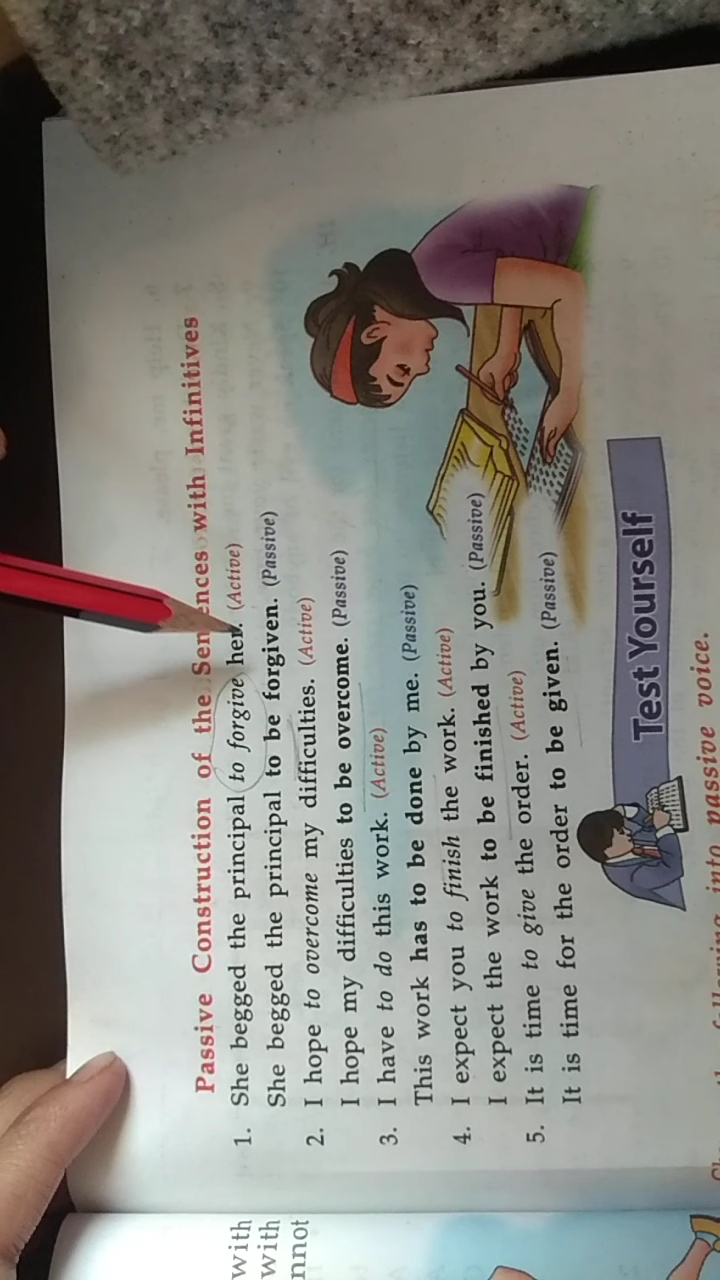 with
with
nnot
Passive Construction of the Sentences with Infinitives
1. She begged the principal to forgive her. (Active)
She begged the principal to be forgiven. (Passive)
2. I hope to overcome my difficulties. (Active)
I hope my difficulties to be overcome. (Passive)
3. I have to do this work. (Active)
This work has to be done by me. (Passive)
4. I expect you to finish the work. (Active)
I expect the work to be finished by you. (Passive)
5. It is time to give the order. (Active)
It is time for the order to be given. (Passive)
Test Yourself
following into passive voice.